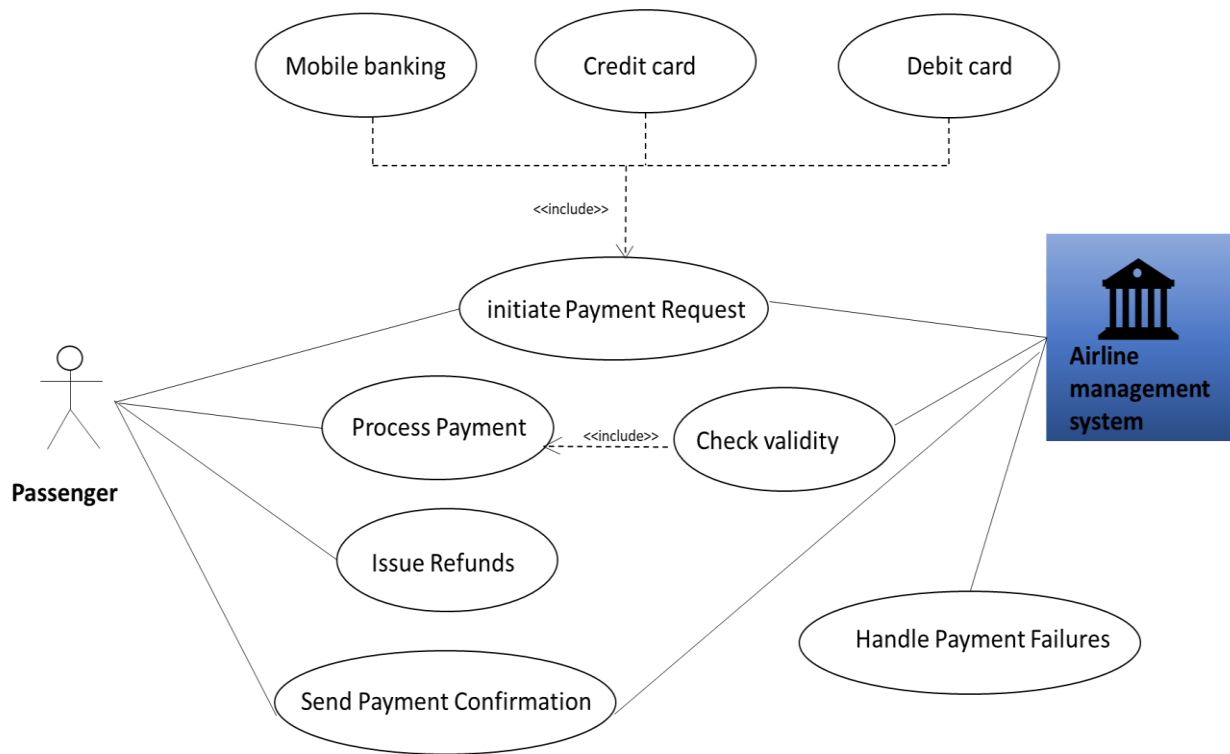 Mobile banking
Credit card
Debit card
<<include>>
initiate Payment Request
Airline
management
system
Process Payment
<<include>>
Check validity
Passenger
Issue Refunds
Handle Payment Failures
Send Payment Confirmation